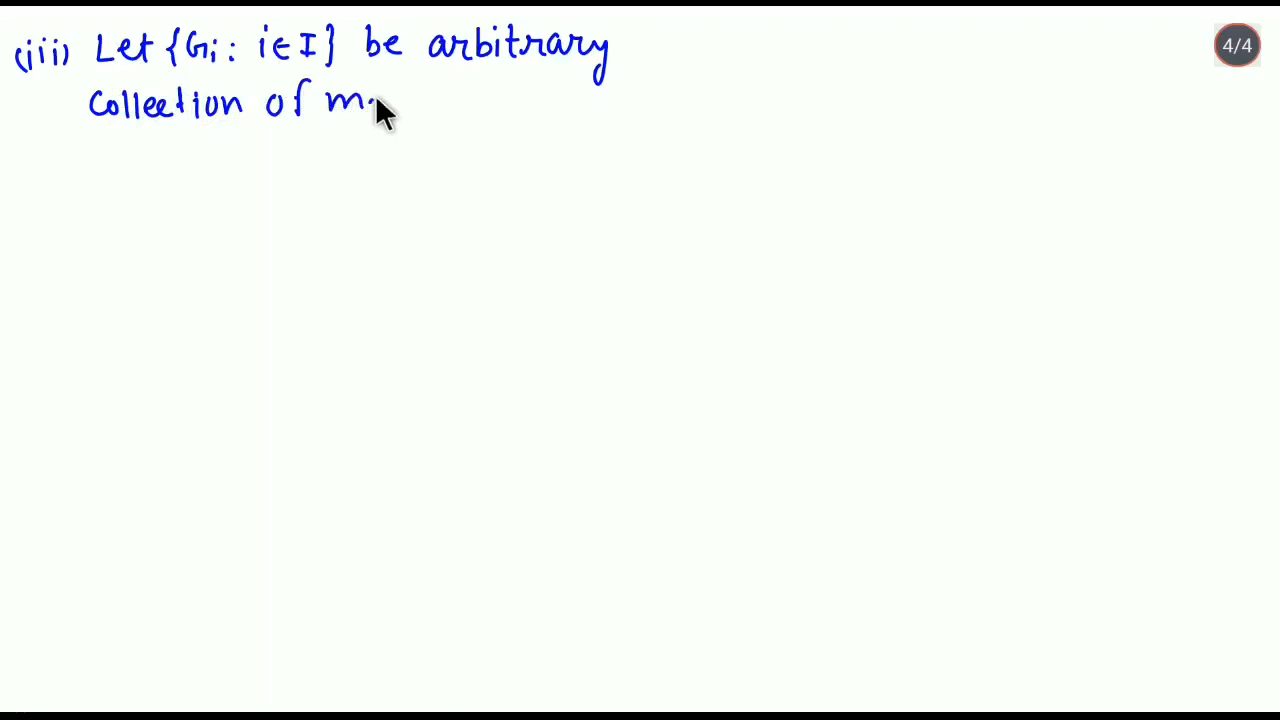 (iii) Let {Gi : i∈I} be arbitrary
4/4
Collection of m